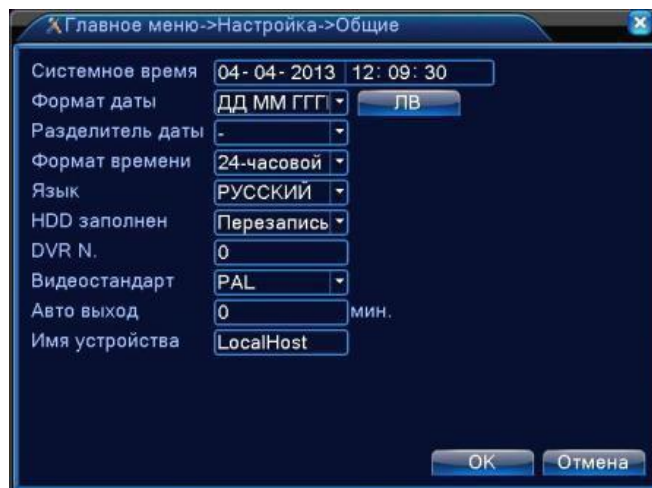 Главное меню->Настройка->Общие
Системное время 04-04-2013 12:09:30
Формат даты ДД ММ ГГГ ЛВ
Разделитель даты -
Формат времени 24-часовой
Язык РУССКИЙ
HDD заполнен Перезапись
DVR N. 0
Видеостандарт PAL
Авто выход 0 мин.
Имя устройства LocalHost
OK Отмена